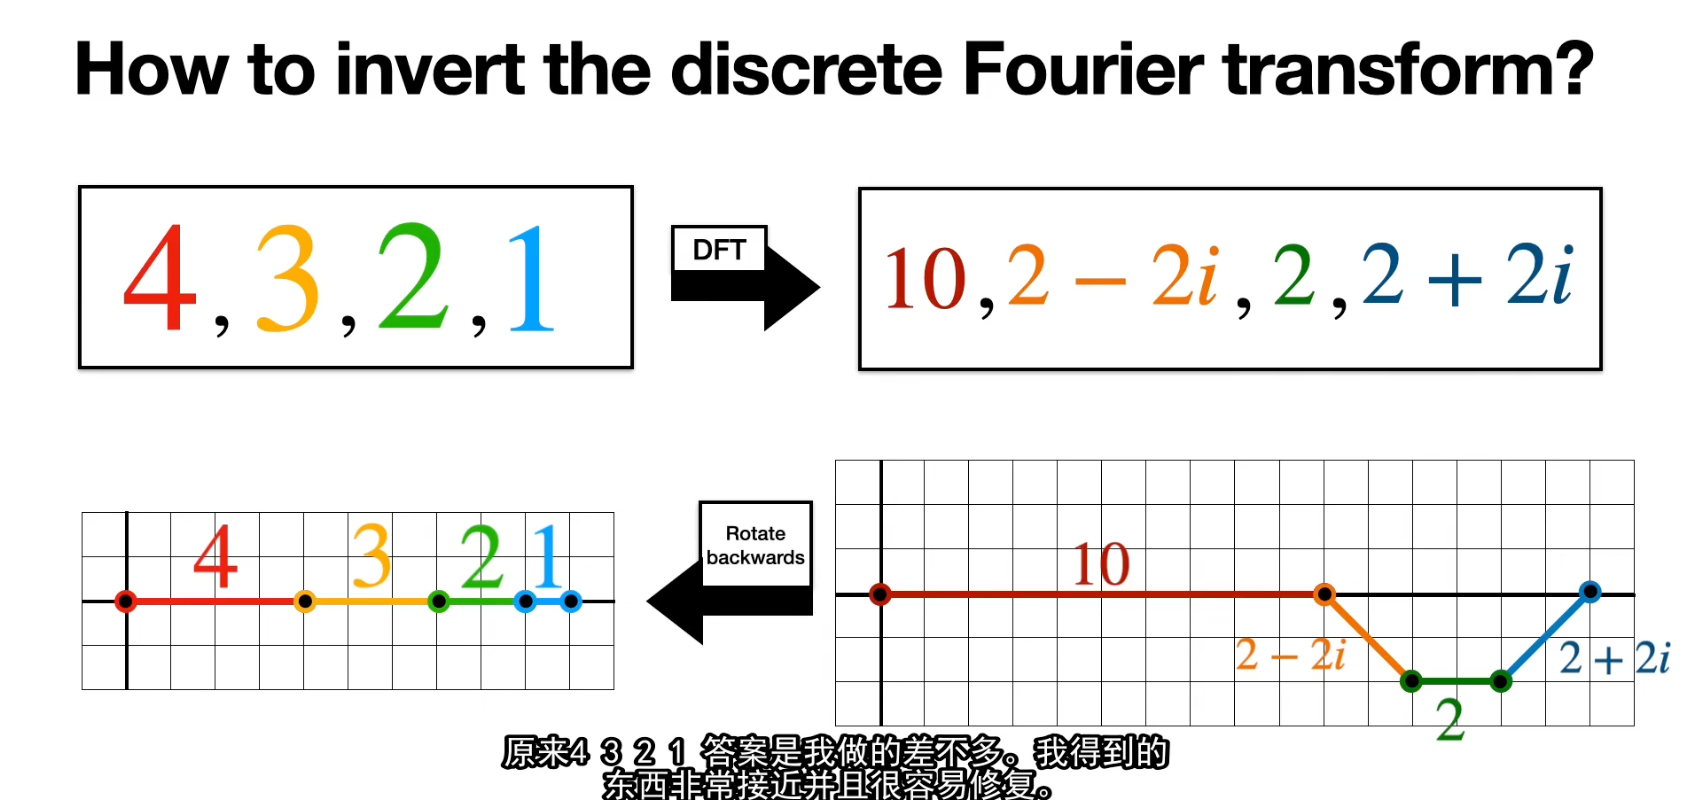 How to invert the discrete Fourier transform?
4, 3, 2, 1
DFT
10, 2 − 2i, 2, 2 + 2i
4 3 2 1
Rotate
backwards
10
2 − 2i
2 + 2i
2
原来4 3 2 1 答案是我做的差不多。我得到的
东西非常接近并且很容易修复。